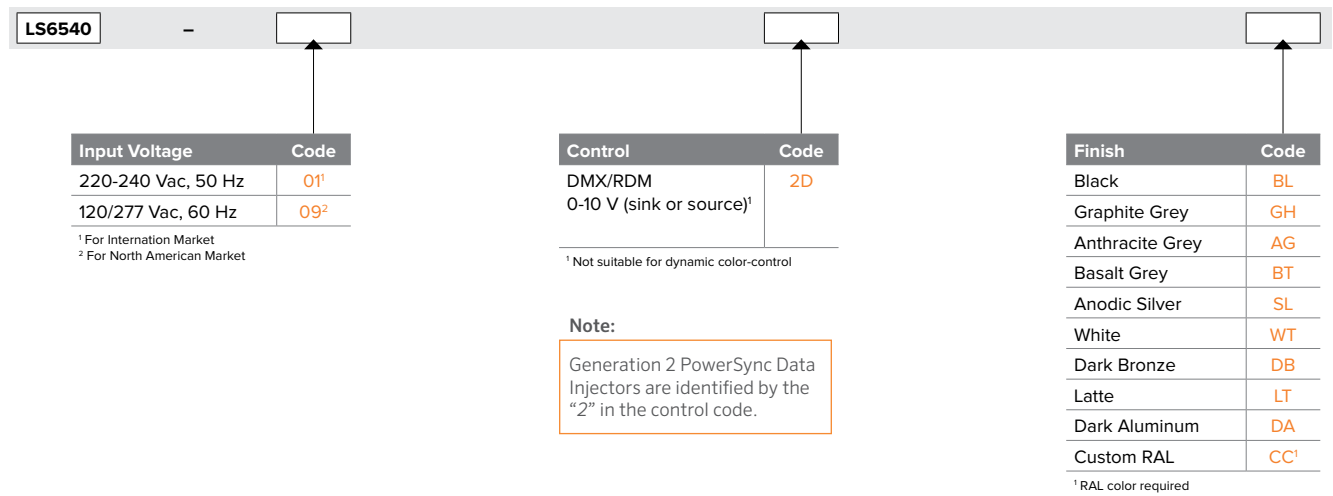 LS6540 –
Input Voltage Code
220-240 Vac, 50 Hz 01¹
120/277 Vac, 60 Hz 09²
¹ For Internation Market
² For North American Market
Control Code
DMX/RDM 2D
0-10 V (sink or source)¹
¹ Not suitable for dynamic color-control
Note:
Generation 2 PowerSync Data
Injectors are identified by the
“2” in the control code.
Finish Code
Black BL
Graphite Grey GH
Anthracite Grey AG
Basalt Grey BT
Anodic Silver SL
White WT
Dark Bronze DB
Latte LT
Dark Aluminum DA
Custom RAL CC¹
¹ RAL color required